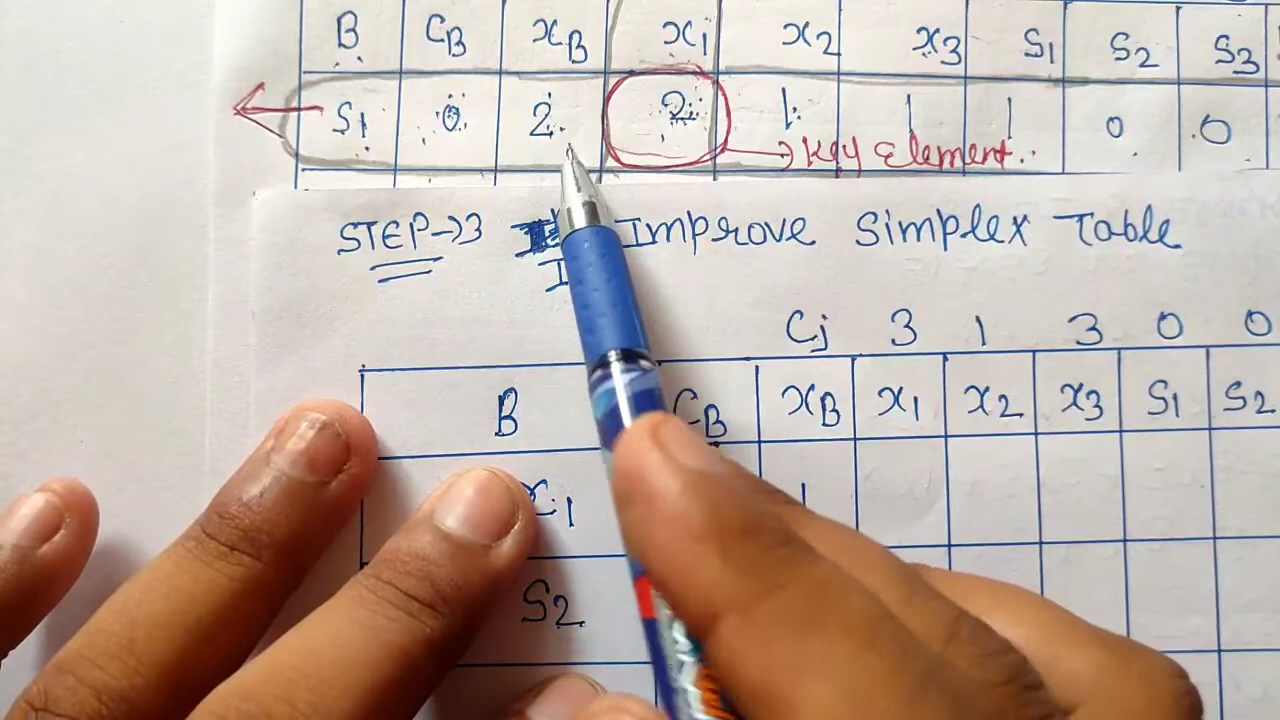 B CB xB x1 x2 x3 S1 S2 S3
S1 0 2 2 1 1 1 0 0
→ Key Element.
STEP→3 Improve Simplex Table
Cj 3 1 3 0 0
B CB xB x1 x2 x3 S1 S2
x1 1
S2